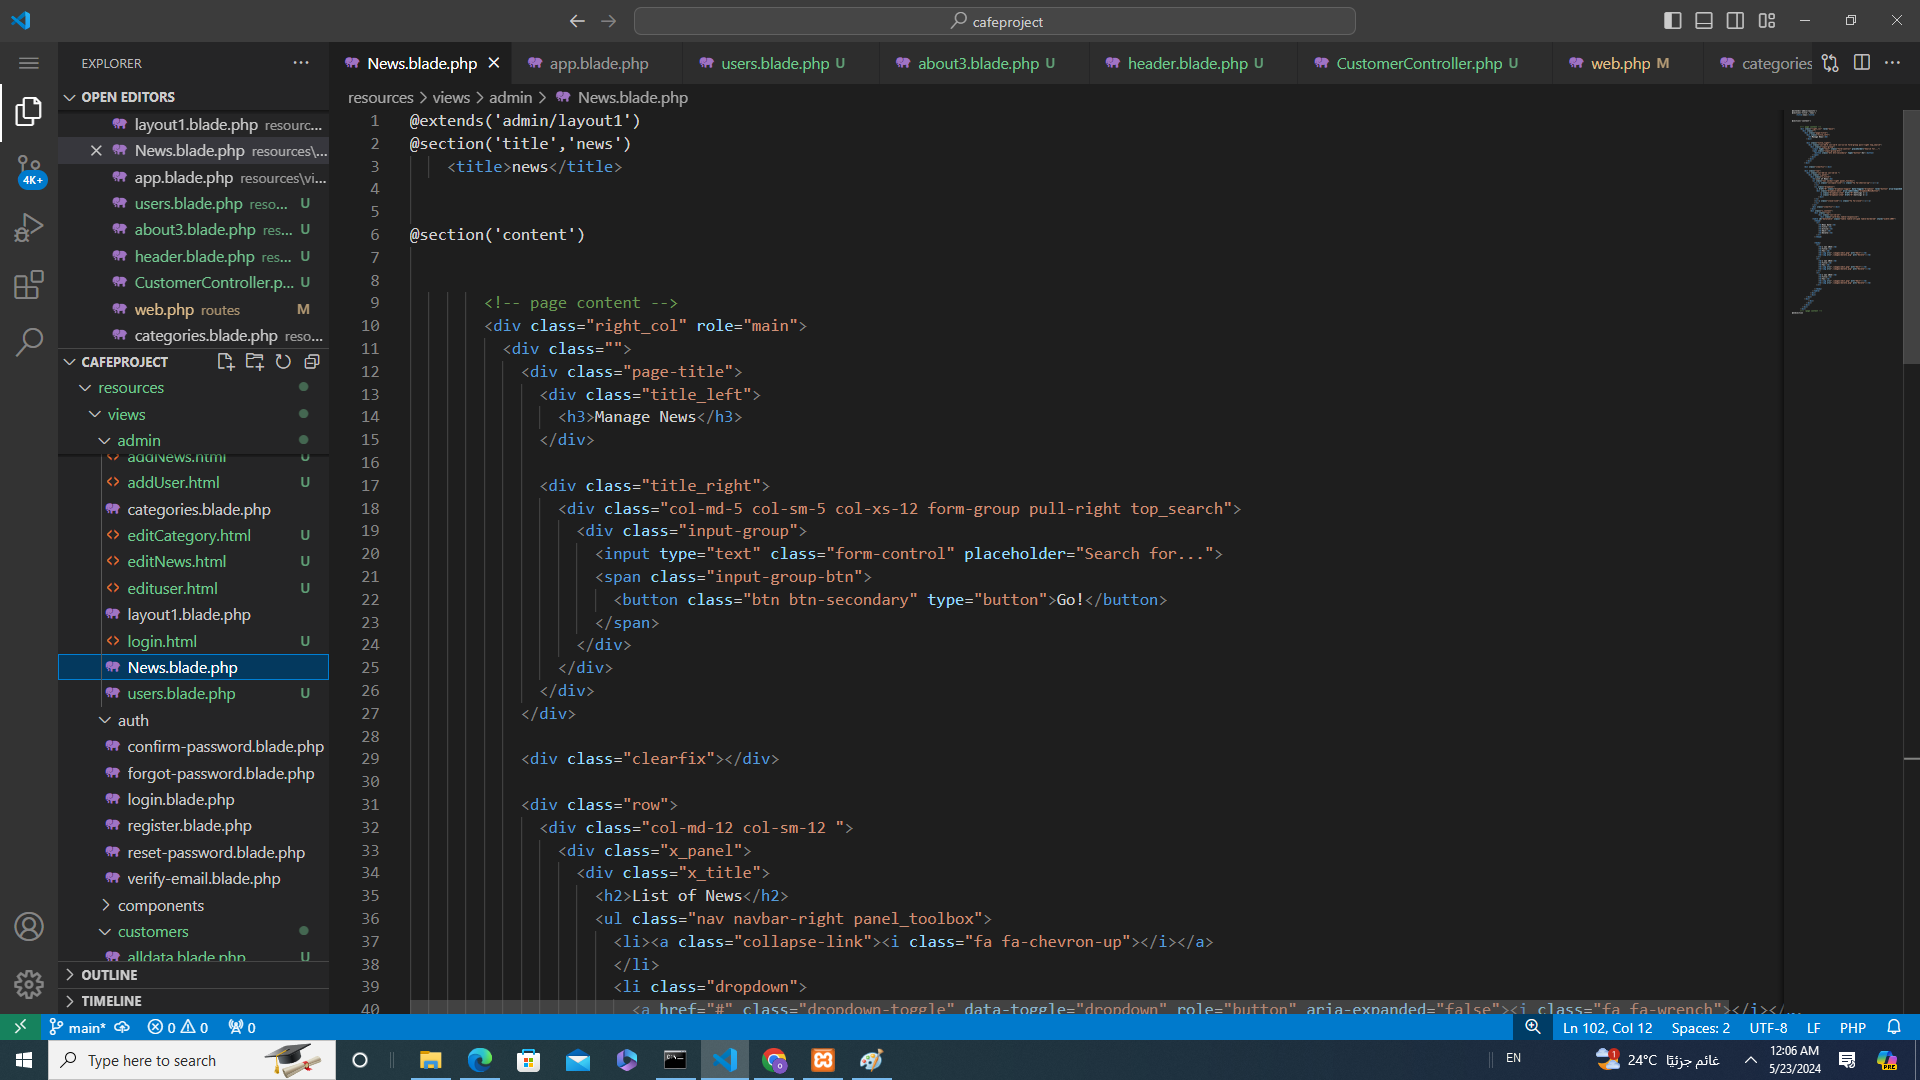 cafeproject
EXPLORER
OPEN EDITORS
layout1.blade.php resourc...
News.blade.php resources\...
app.blade.php resources\vi...
users.blade.php reso... U
about3.blade.php res... U
header.blade.php res... U
CustomerController.p... U
web.php routes M
categories.blade.php reso...
CAFEPROJECT
resources
views
admin
addNews.html U
addUser.html U
categories.blade.php
editCategory.html U
editNews.html U
edituser.html U
layout1.blade.php
login.html U
News.blade.php
users.blade.php U
auth
confirm-password.blade.php
forgot-password.blade.php
login.blade.php
register.blade.php
reset-password.blade.php
verify-email.blade.php
components
customers
alldata.blade.php U
OUTLINE
TIMELINE
4K+
News.blade.php app.blade.php users.blade.php U about3.blade.php U header.blade.php U CustomerController.php U web.php M categories
resources > views > admin > News.blade.php
1 @extends('admin/layout1')
2 @section('title','news')
3 <title>news</title>
4
5
6 @section('content')
7
8
9 <!-- page content -->
10 <div class="right_col" role="main">
11 <div class="">
12 <div class="page-title">
13 <div class="title_left">
14 <h3>Manage News</h3>
15 </div>
16
17 <div class="title_right">
18 <div class="col-md-5 col-sm-5 col-xs-12 form-group pull-right top_search">
19 <div class="input-group">
20 <input type="text" class="form-control" placeholder="Search for...">
21 <span class="input-group-btn">
22 <button class="btn btn-secondary" type="button">Go!</button>
23 </span>
24 </div>
25 </div>
26 </div>
27 </div>
28
29 <div class="clearfix"></div>
30
31 <div class="row">
32 <div class="col-md-12 col-sm-12 ">
33 <div class="x_panel">
34 <div class="x_title">
35 <h2>List of News</h2>
36 <ul class="nav navbar-right panel_toolbox">
37 <li><a class="collapse-link"><i class="fa fa-chevron-up"></i></a>
38 </li>
39 <li class="dropdown">
40 <a href="#" class="dropdown-toggle" data-toggle="dropdown" role="button" aria-expanded="false"><i class="fa fa-wrench"></i></...
main* 0 0 0
Ln 102, Col 12 Spaces: 2 UTF-8 LF PHP
Type here to search
EN
1
24°C غائم جزئيًا
12:06 AM
5/23/2024
PRE